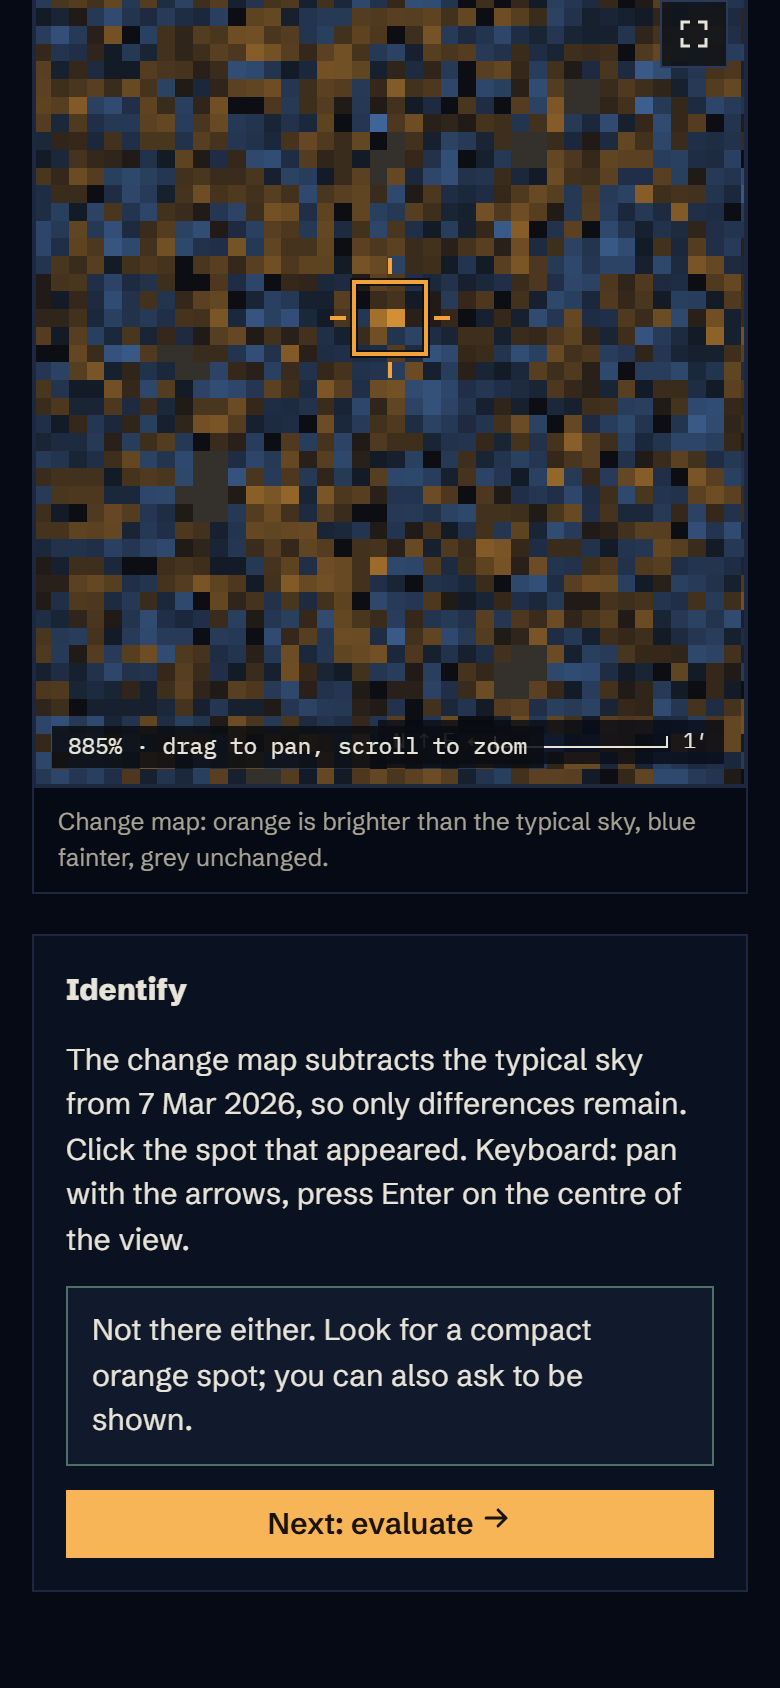 885% · drag to pan, scroll to zoom
1′
Change map: orange is brighter than the typical sky, blue
fainter, grey unchanged.
Identify
The change map subtracts the typical sky
from 7 Mar 2026, so only differences remain.
Click the spot that appeared. Keyboard: pan
with the arrows, press Enter on the centre of
the view.
Not there either. Look for a compact
orange spot; you can also ask to be
shown.
Next: evaluate →